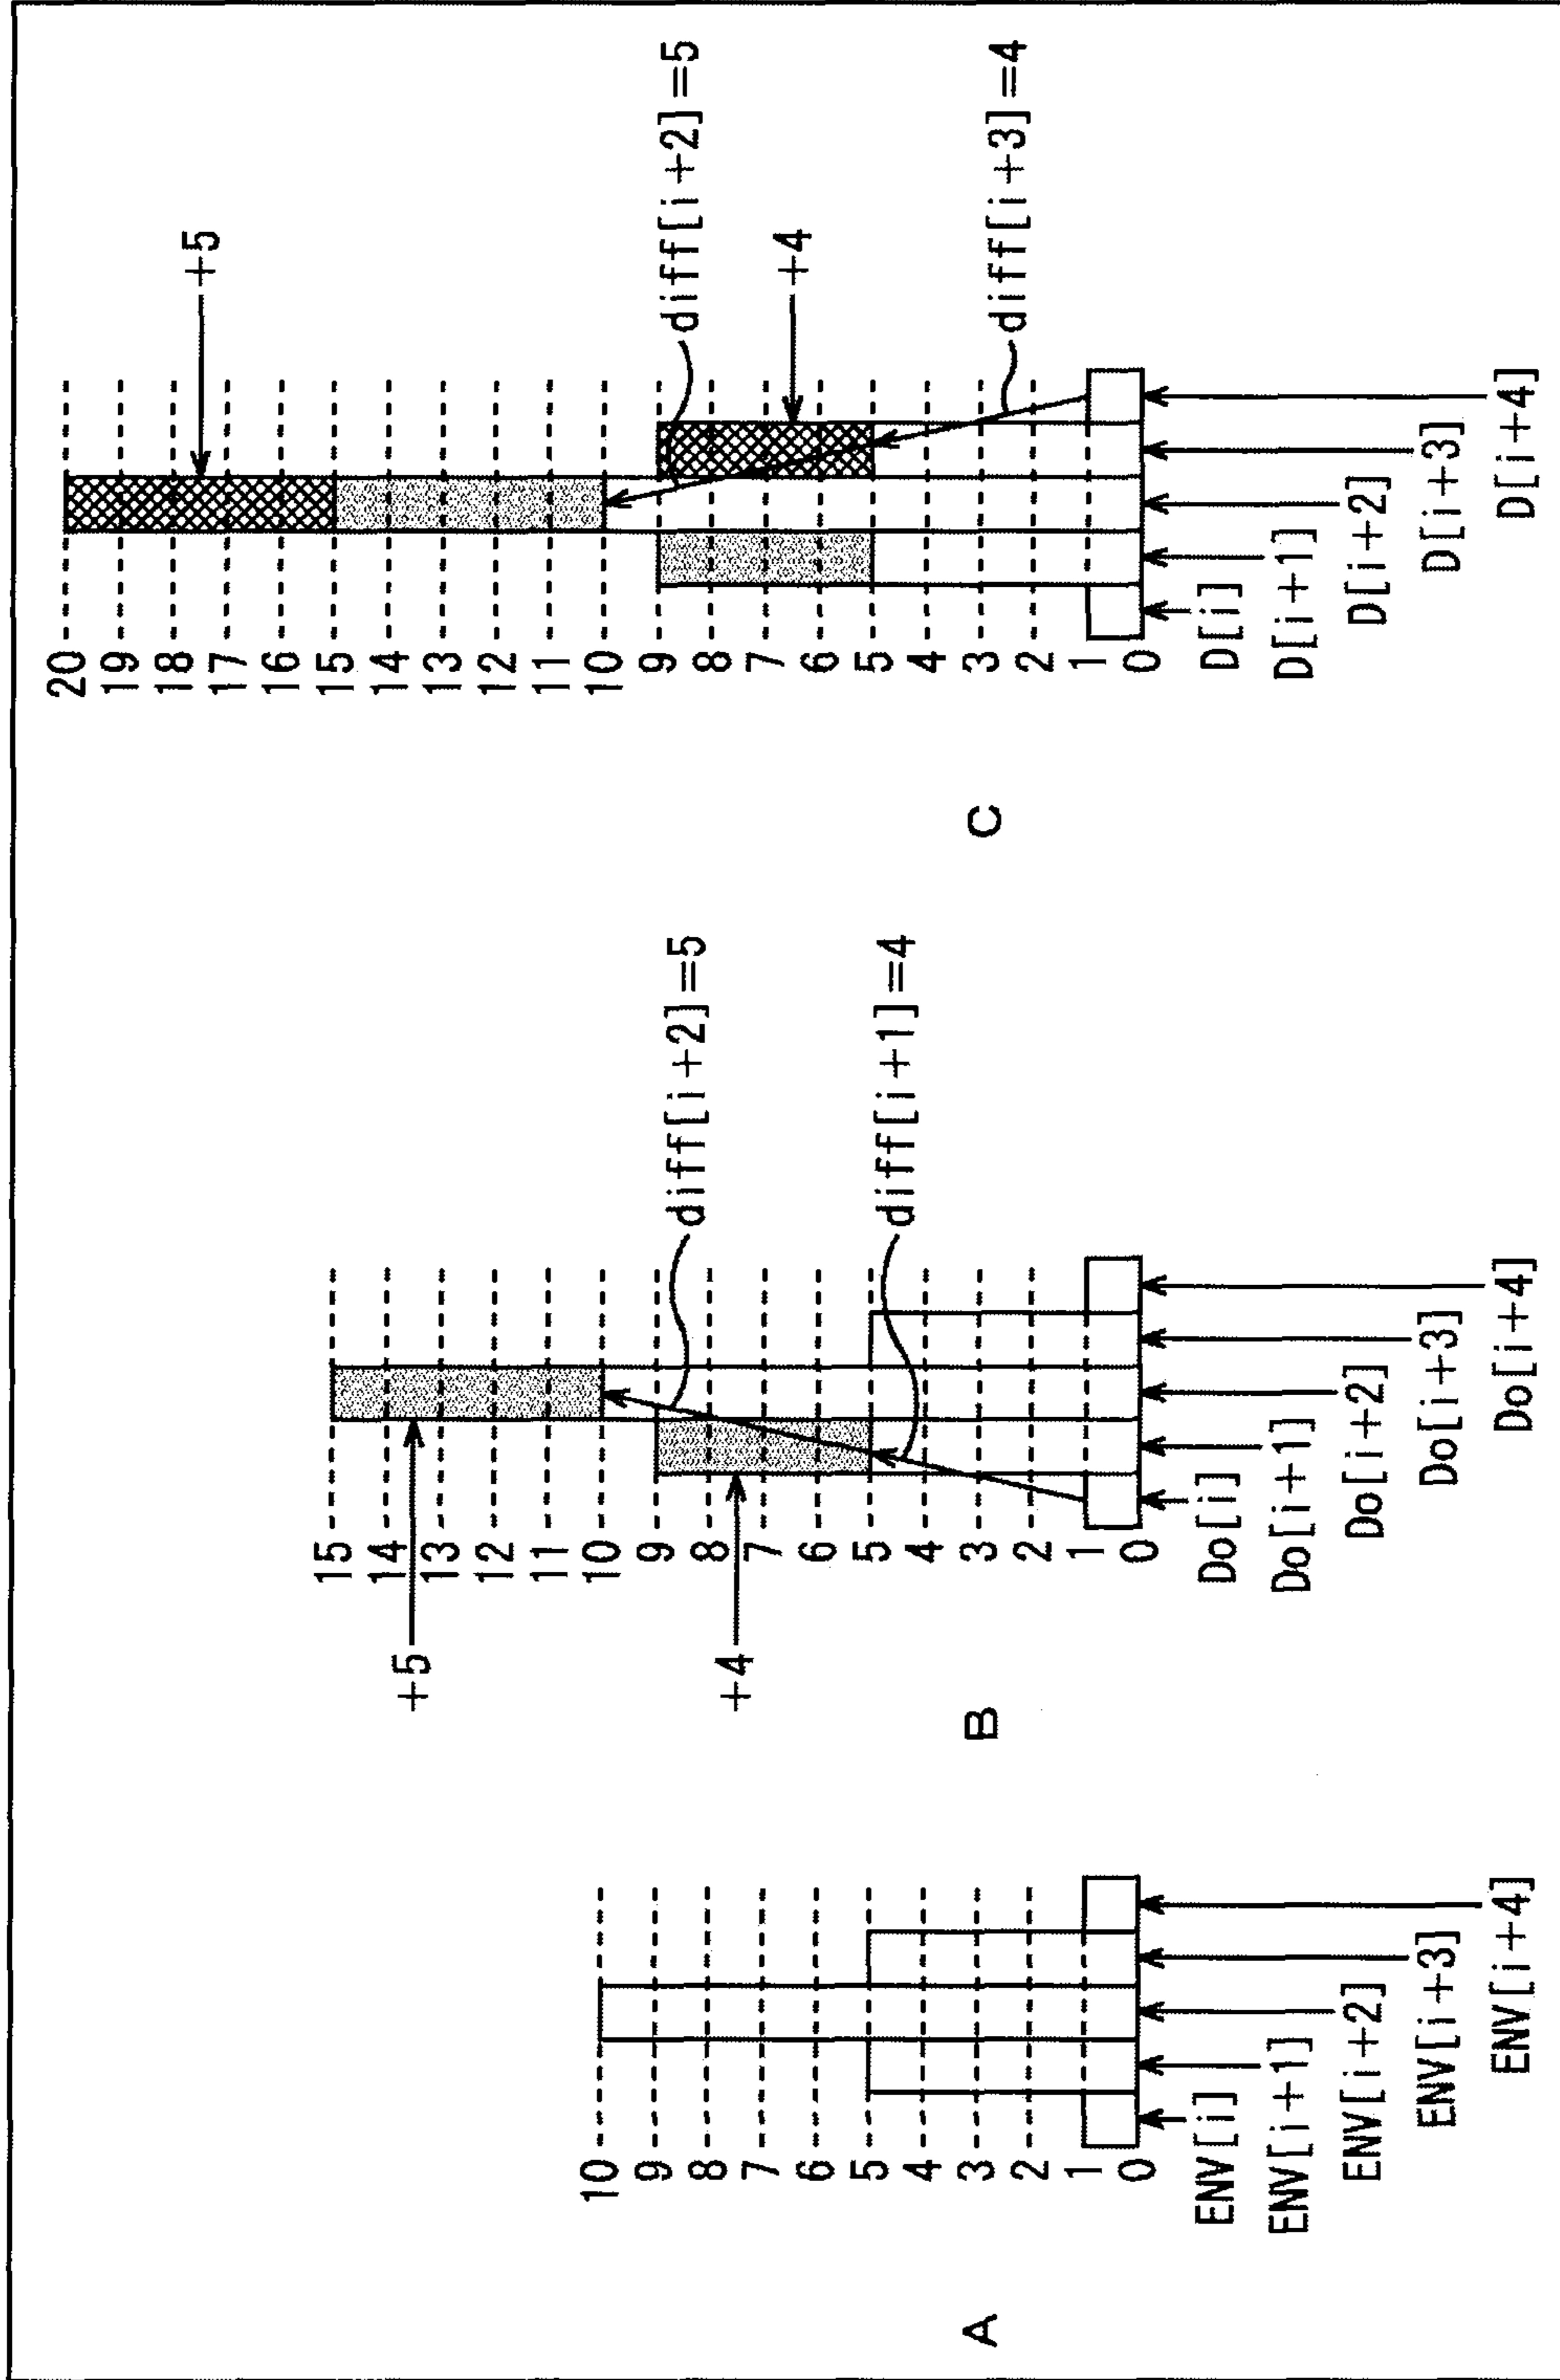 A
10
9
8
7
6
5
4
3
2
1
0
ENV[i]
ENV[i+1]
ENV[i+2]
ENV[i+3]
ENV[i+4]
B
15
14
13
12
11
10
9
8
7
6
5
4
3
2
1
0
+5
+4
diff[i+2]=5
diff[i+1]=4
Do[i]
Do[i+1]
Do[i+2]
Do[i+3]
Do[i+4]
C
20
19
18
17
16
15
14
13
12
11
10
9
8
7
6
5
4
3
2
1
0
+5
diff[i+2]=5
+4
diff[i+3]=4
D[i]
D[i+1]
D[i+2]
D[i+3]
D[i+4]